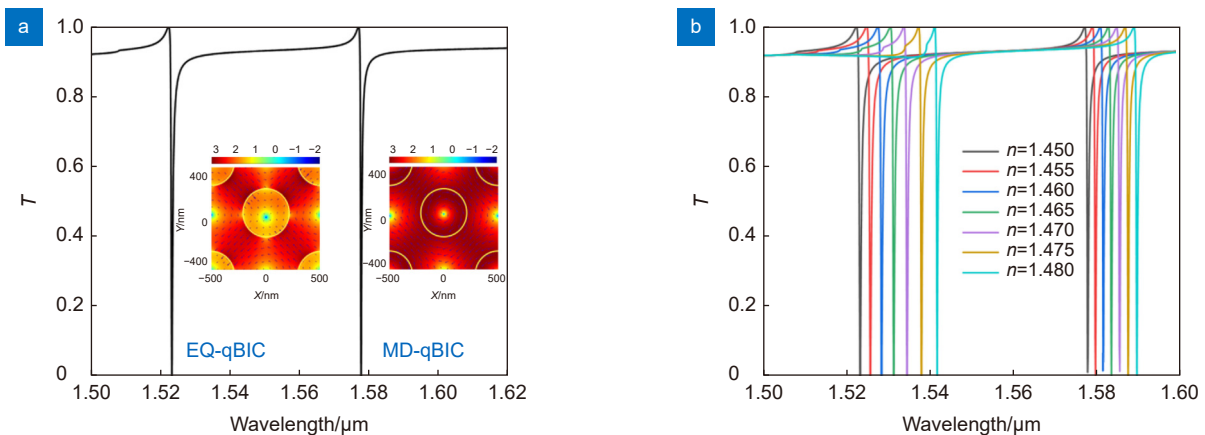 a
1.0
0.8
0.6
0.4
0.2
0
T
1.50 1.52 1.54 1.56 1.58 1.60 1.62
Wavelength/μm
3 2 1 0 −1 −2
400
0
−400
Y/nm
−500 0 500
X/nm
3 2 1 0 −1 −2
400
0
−400
Y/nm
−500 0 500
X/nm
EQ-qBIC
MD-qBIC
b
1.0
0.8
0.6
0.4
0.2
0
T
n=1.450
n=1.455
n=1.460
n=1.465
n=1.470
n=1.475
n=1.480
1.50 1.52 1.54 1.56 1.58 1.60
Wavelength/μm